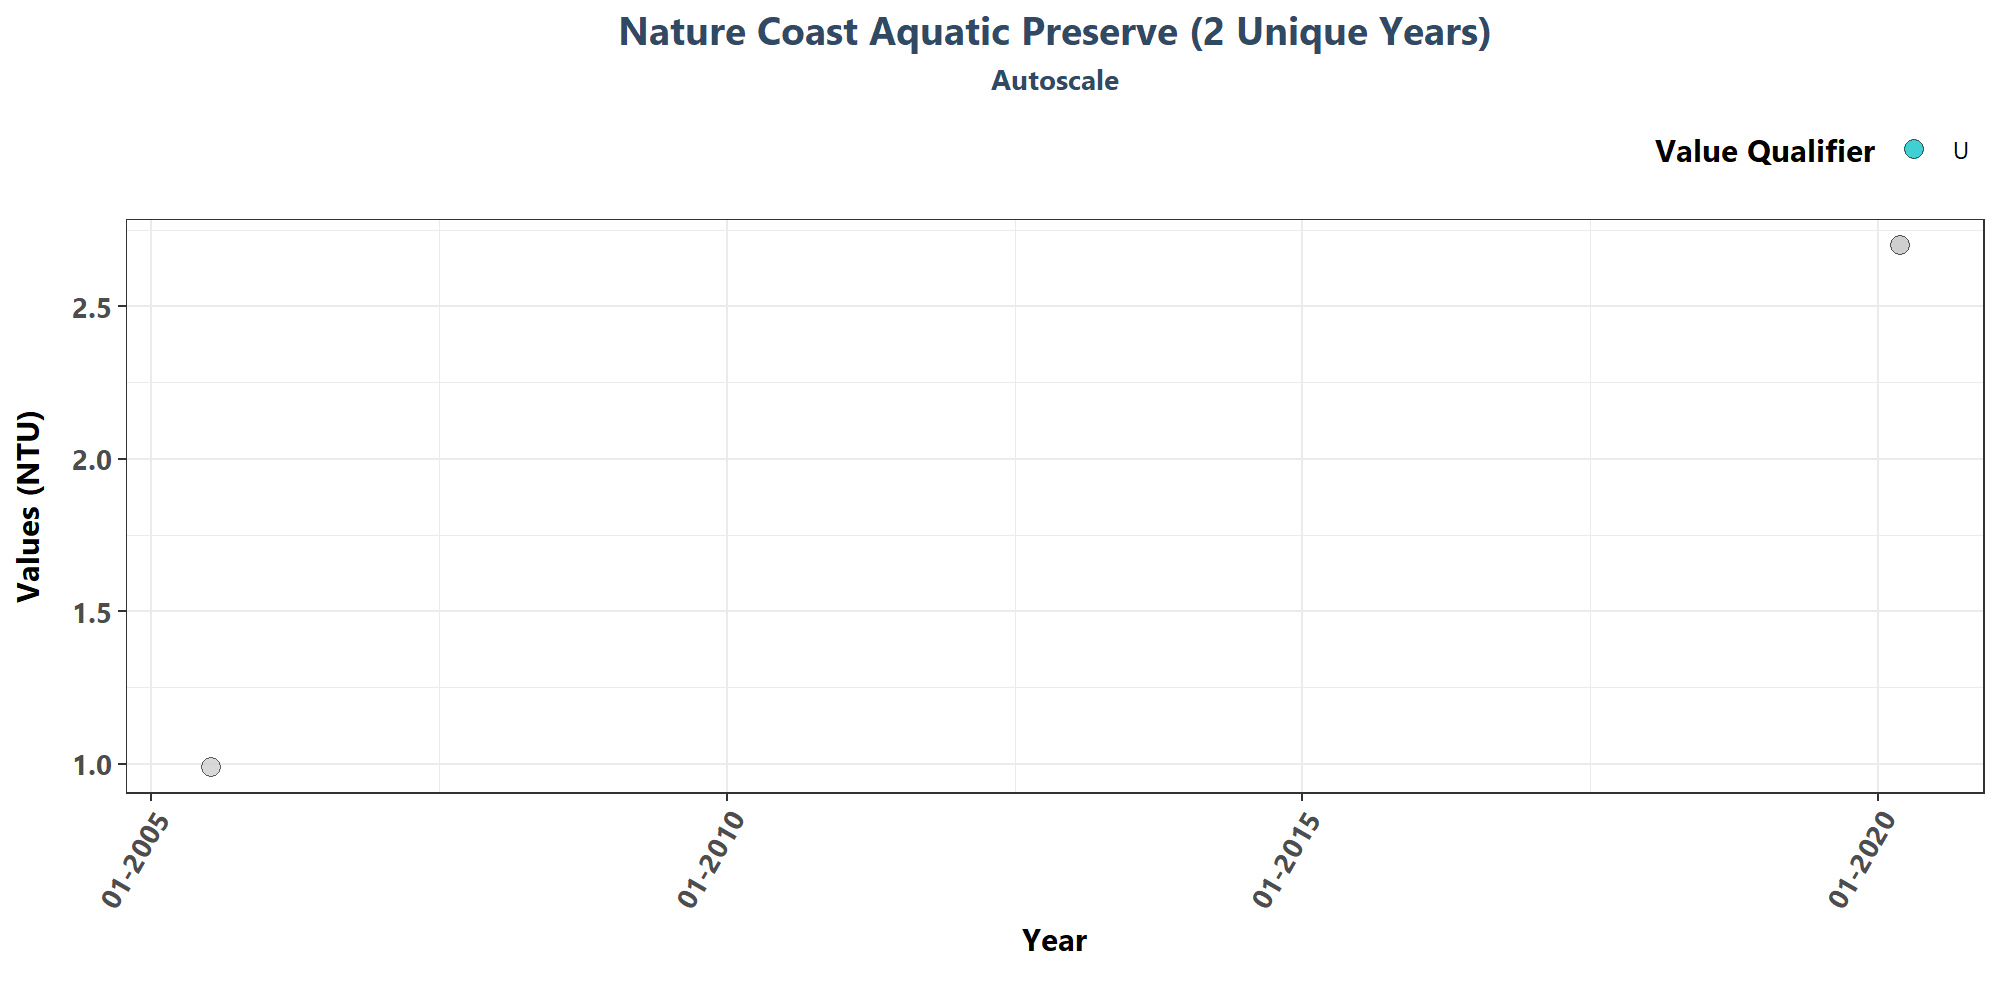 Nature Coast Aquatic Preserve (2 Unique Years)
Autoscale
Value Qualifier U
Values (NTU)
2.5
2.0
1.5
1.0
01-2005 01-2010 01-2015 01-2020
Year